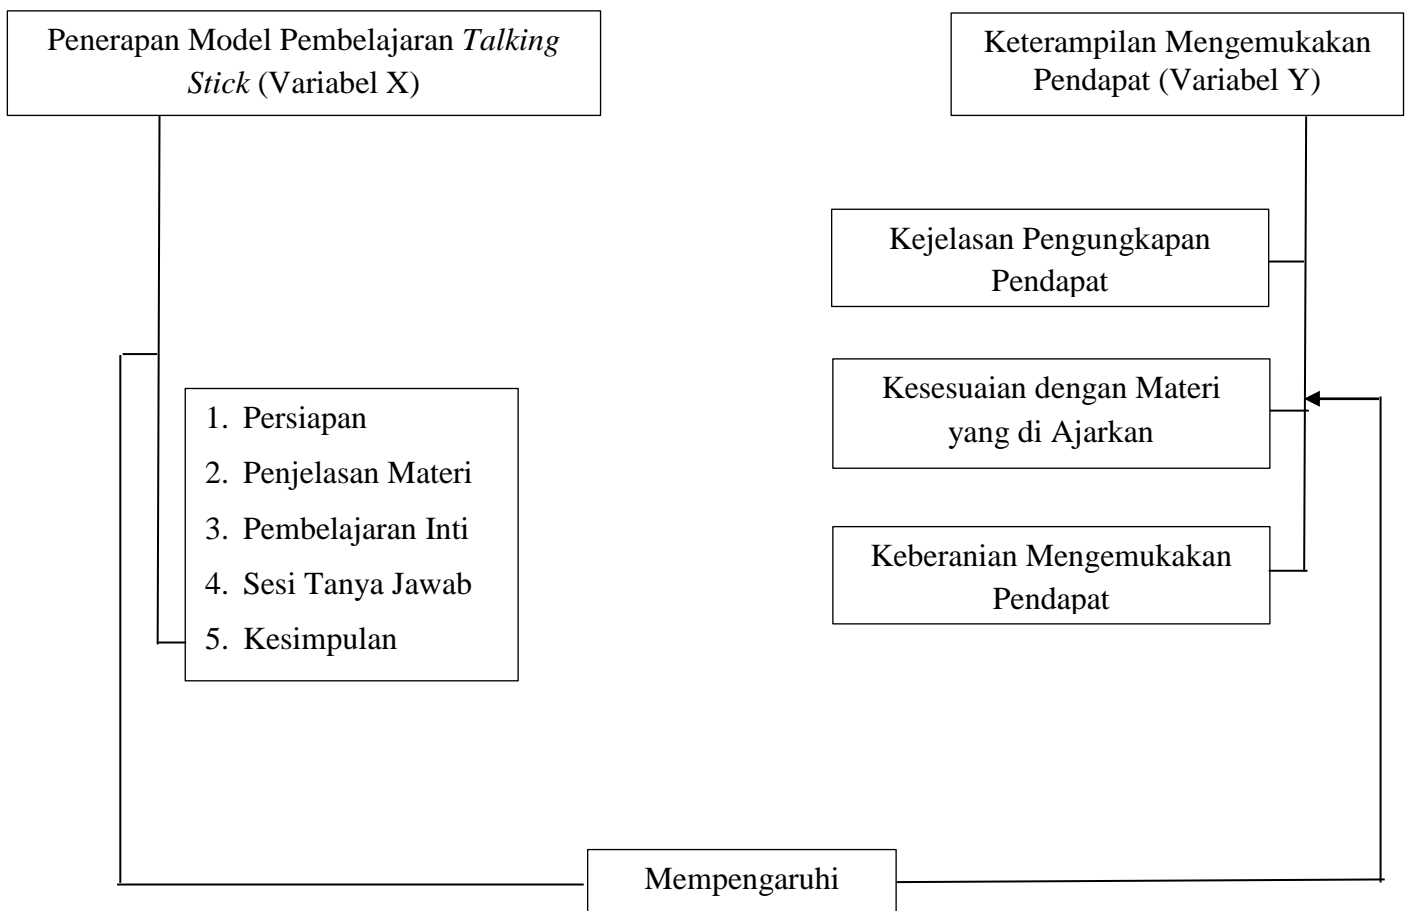 Penerapan Model Pembelajaran Talking
Stick (Variabel X)
Keterampilan Mengemukakan
Pendapat (Variabel Y)
Kejelasan Pengungkapan
Pendapat
Kesesuaian dengan Materi
yang di Ajarkan
Keberanian Mengemukakan
Pendapat
1. Persiapan
2. Penjelasan Materi
3. Pembelajaran Inti
4. Sesi Tanya Jawab
5. Kesimpulan
Mempengaruhi